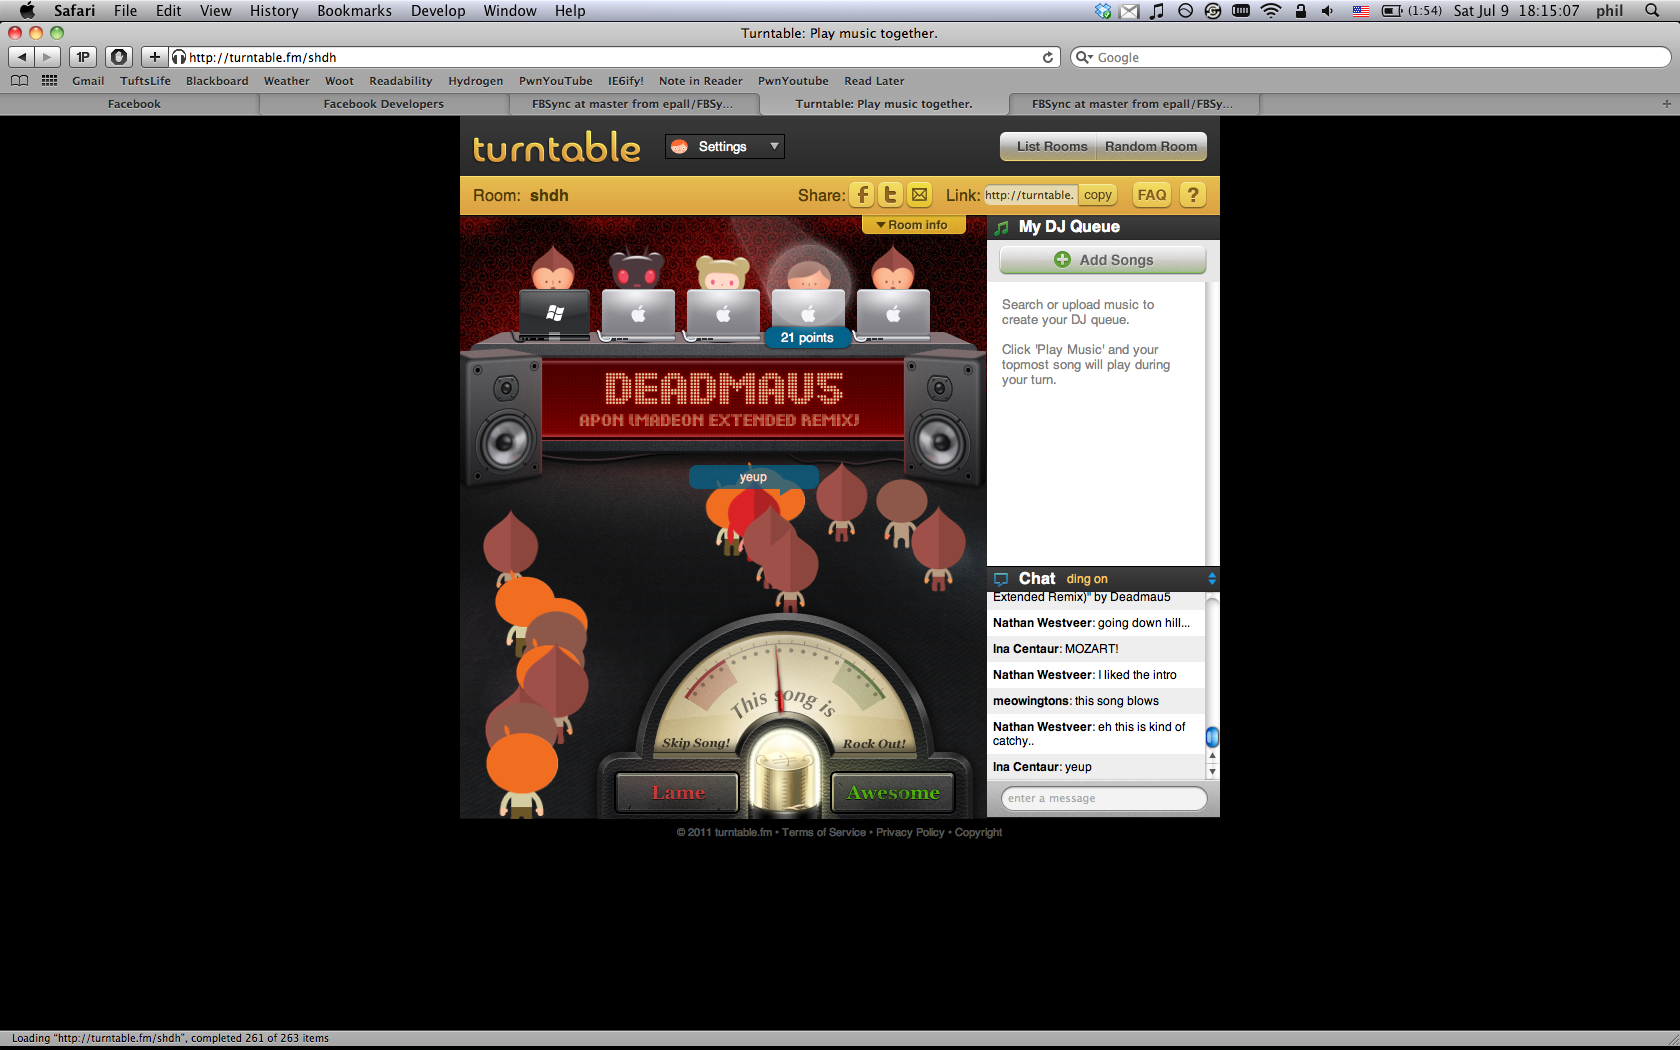 Safari File Edit View History Bookmarks Develop Window Help (1:54) Sat Jul 9 18:15:07 phil
Turntable: Play music together.
1P + http://turntable.fm/shdh Google
Gmail TuftsLife Blackboard Weather Woot Readability Hydrogen PwnYouTube IE6ify! Note in Reader PwnYoutube Read Later
Facebook Facebook Developers FBSync at master from epall/FBSy... Turntable: Play music together. FBSync at master from epall/FBSy... +
turntable Settings List Rooms Random Room
Room: shdh Share: f t Link: http://turntable. copy FAQ ?
Room info
My DJ Queue
Add Songs
Search or upload music to
create your DJ queue.
Click 'Play Music' and your
topmost song will play during
your turn.
21 points
DEADMAU5
APON (MADEON EXTENDED REMIX)
yeup
Chat ding on
Extended Remix)" by Deadmau5
Nathan Westveer: going down hill...
Ina Centaur: MOZART!
Nathan Westveer: I liked the intro
meowingtons: this song blows
Nathan Westveer: eh this is kind of
catchy..
Ina Centaur: yeup
enter a message
This song is
Skip Song! Rock Out!
Lame Awesome
© 2011 turntable.fm • Terms of Service • Privacy Policy • Copyright
Loading "http://turntable.fm/shdh", completed 261 of 263 items